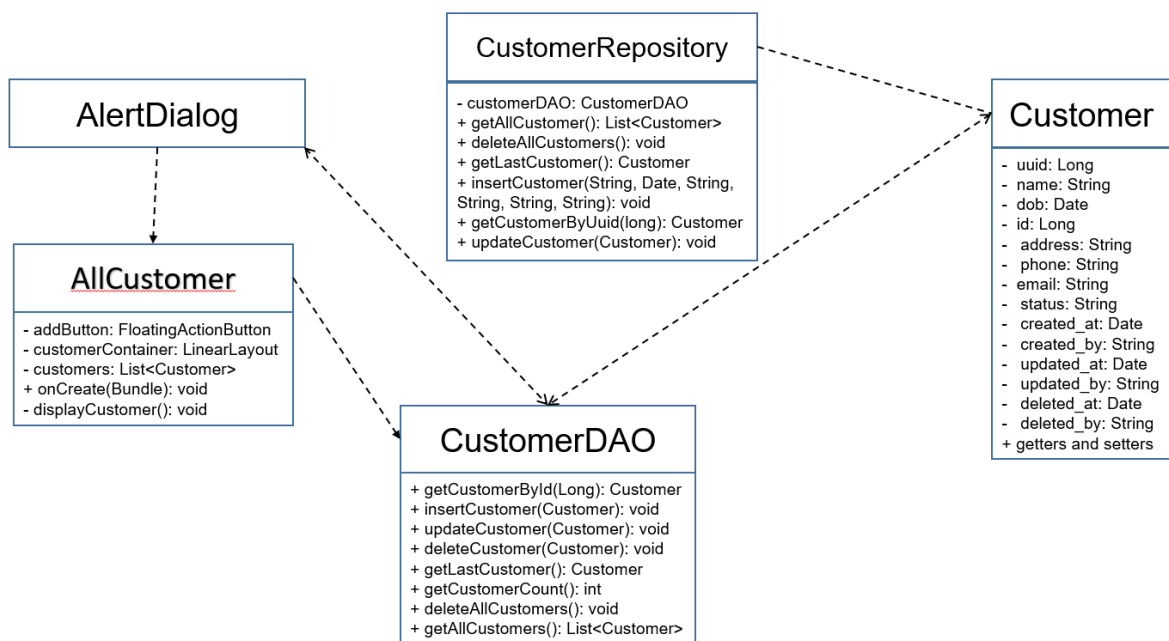 AlertDialog
AllCustomer
- addButton: FloatingActionButton
- customerContainer: LinearLayout
- customers: List<Customer>
+ onCreate(Bundle): void
- displayCustomer(): void
CustomerRepository
- customerDAO: CustomerDAO
+ getAllCustomer(): List<Customer>
+ deleteAllCustomers(): void
+ getLastCustomer(): Customer
+ insertCustomer(String, Date, String,
String, String, String): void
+ getCustomerByUuid(long): Customer
+ updateCustomer(Customer): void
CustomerDAO
+ getCustomerById(Long): Customer
+ insertCustomer(Customer): void
+ updateCustomer(Customer): void
+ deleteCustomer(Customer): void
+ getLastCustomer(): Customer
+ getCustomerCount(): int
+ deleteAllCustomers(): void
+ getAllCustomers(): List<Customer>
Customer
- uuid: Long
- name: String
- dob: Date
- id: Long
- address: String
- phone: String
- email: String
- status: String
- created_at: Date
- created_by: String
- updated_at: Date
- updated_by: String
- deleted_at: Date
- deleted_by: String
+ getters and setters